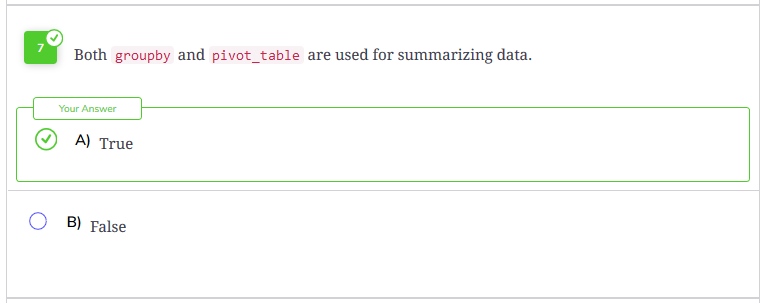 7
Both groupby and pivot_table are used for summarizing data.
Your Answer
A) True
B) False